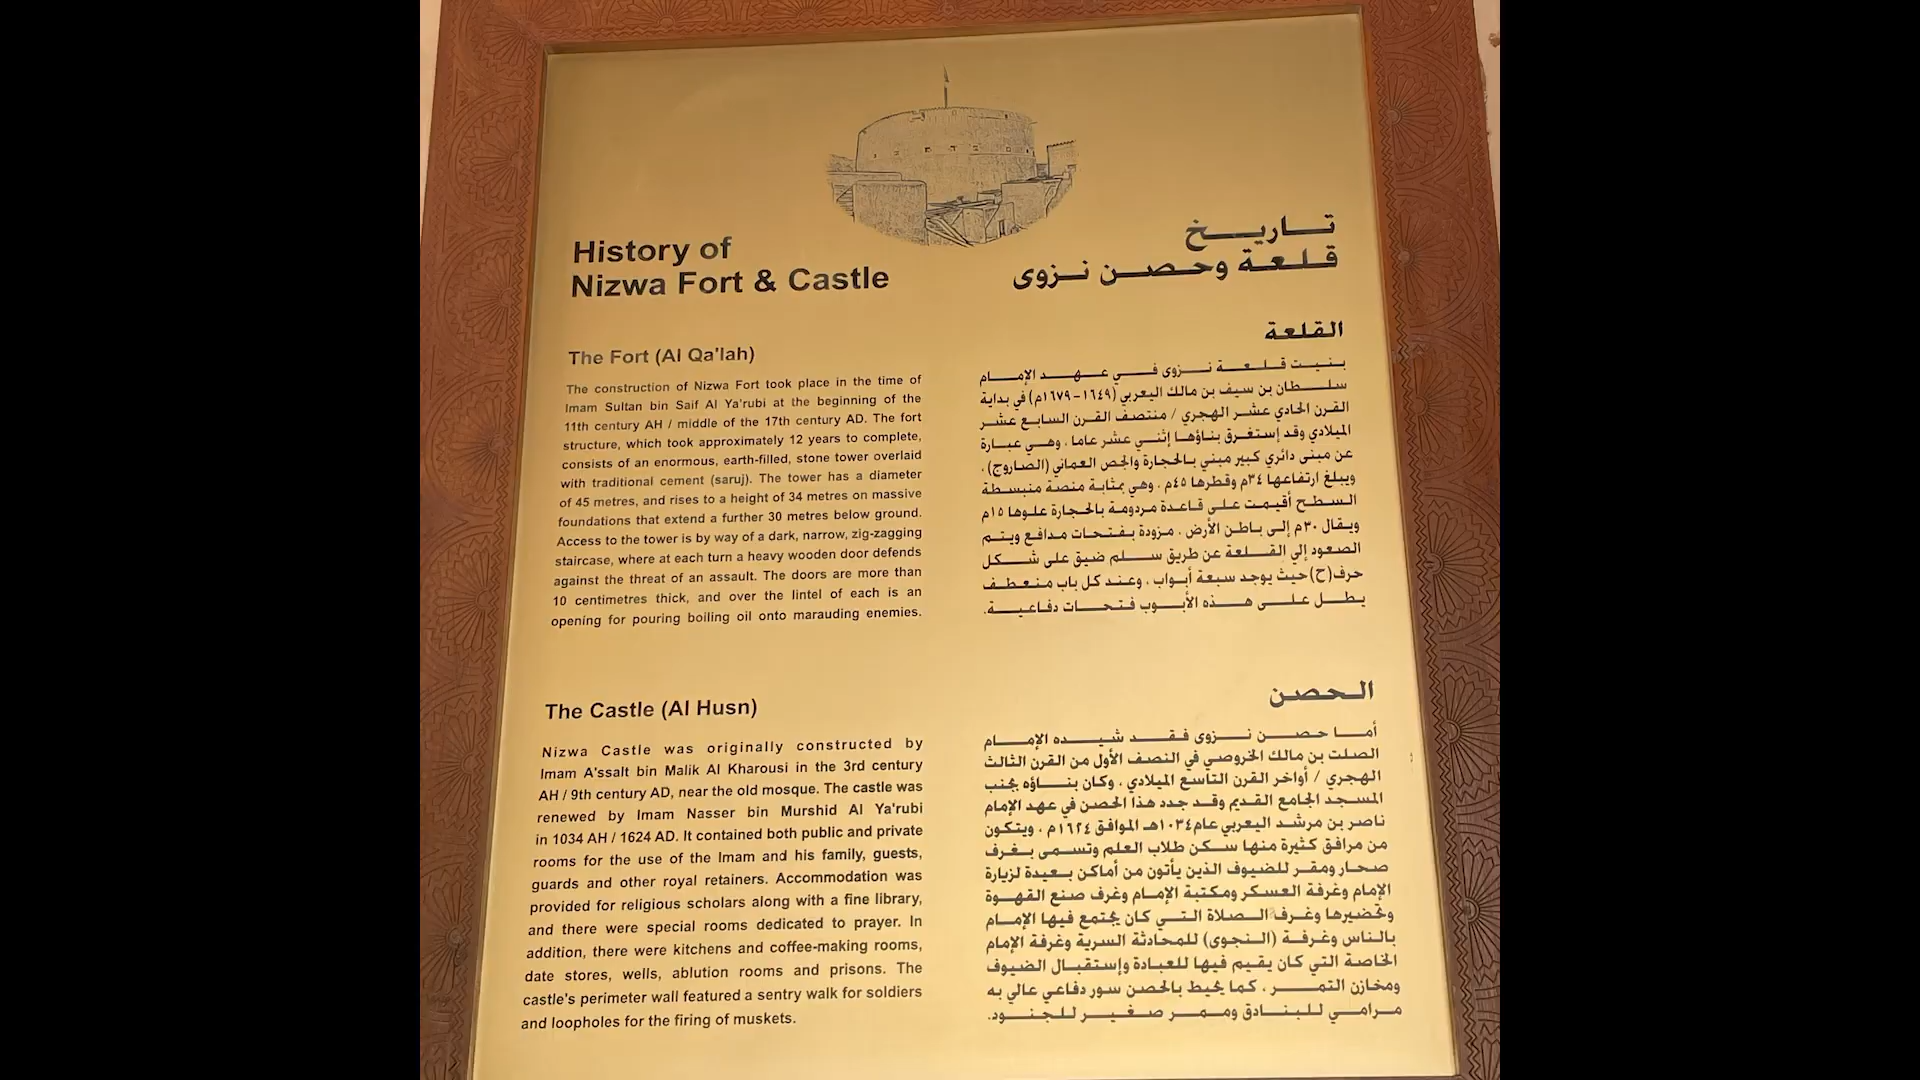 History of
Nizwa Fort & Castle
The Fort (Al Qa'lah)
The construction of Nizwa Fort took place in the time of
Imam Sultan bin Saif Al Ya'rubi at the beginning of the
11th century AH / middle of the 17th century AD. The fort
structure, which took approximately 12 years to complete,
consists of an enormous, earth-filled, stone tower overlaid
with traditional cement (saruj). The tower has a diameter
of 45 metres, and rises to a height of 34 metres on massive
foundations that extend a further 30 metres below ground.
Access to the tower is by way of a dark, narrow, zig-zagging
staircase, where at each turn a heavy wooden door defends
against the threat of an assault. The doors are more than
10 centimetres thick, and over the lintel of each is an
opening for pouring boiling oil onto marauding enemies.
The Castle (Al Husn)
Nizwa Castle was originally constructed by
Imam A'ssalt bin Malik Al Kharousi in the 3rd century
AH / 9th century AD, near the old mosque. The castle was
renewed by Imam Nasser bin Murshid Al Ya'rubi
in 1034 AH / 1624 AD. It contained both public and private
rooms for the use of the Imam and his family, guests,
guards and other royal retainers. Accommodation was
provided for religious scholars along with a fine library,
and there were special rooms dedicated to prayer. In
addition, there were kitchens and coffee-making rooms,
date stores, wells, ablution rooms and prisons. The
castle's perimeter wall featured a sentry walk for soldiers
and loopholes for the firing of muskets.
تاريخ
قلعة وحصن نزوى
القلعة
بنيت قلعة نزوى في عهد الإمام
سلطان بن سيف بن مالك اليعربي (١٦٤٩-١٦٧٩م) في بداية
القرن الحادي عشر الهجري / منتصف القرن السابع عشر
الميلادي وقد إستغرق بناؤها إثني عشر عاما ، وهي عبارة
عن مبنى دائري كبير مبني بالحجارة والجص العماني (الصاروج) ،
ويبلغ ارتفاعها ٣٤م وقطرها ٤٥م ، وهي بمثابة منصة منبسطة
السطح أقيمت على قاعدة مردومة بالحجارة علوها ١٥م
ويقال ٣٠م إلى باطن الأرض ، مزودة بفتحات مدافع ويتم
الصعود إلي القلعة عن طريق سلم ضيق على شكل
حرف(ح) حيث يوجد سبعة أبواب ، وعند كل باب منعطف
يطل على هذه الأبوب فتحات دفاعية.
الحصن
أما حصن نزوى فقد شيده الإمام
الصلت بن مالك الخروصي في النصف الأول من القرن الثالث
الهجري / أواخر القرن التاسع الميلادي ، وكان بناؤه بجنب
المسجد الجامع القديم وقد جدد هذا الحصن في عهد الإمام
ناصر بن مرشد اليعربي عام ١٠٣٤هـ الموافق ١٦٢٤م ، ويتكون
من مرافق كثيرة منها سكن طلاب العلم وتسمى بغرف
صحار ومقر للضيوف الذين يأتون من أماكن بعيدة لزيارة
الإمام وغرفة العسكر ومكتبة الإمام وغرف صنع القهوة
وتحضيرها وغرف الصلاة التي كان يجتمع فيها الإمام
بالناس وغرفة (النجوى) للمحادثة السرية وغرفة الإمام
الخاصة التي كان يقيم فيها للعبادة وإستقبال الضيوف
ومخازن التمر ، كما يحيط بالحصن سور دفاعي عالي به
مرامي للبنادق وممر صغير للجنود.